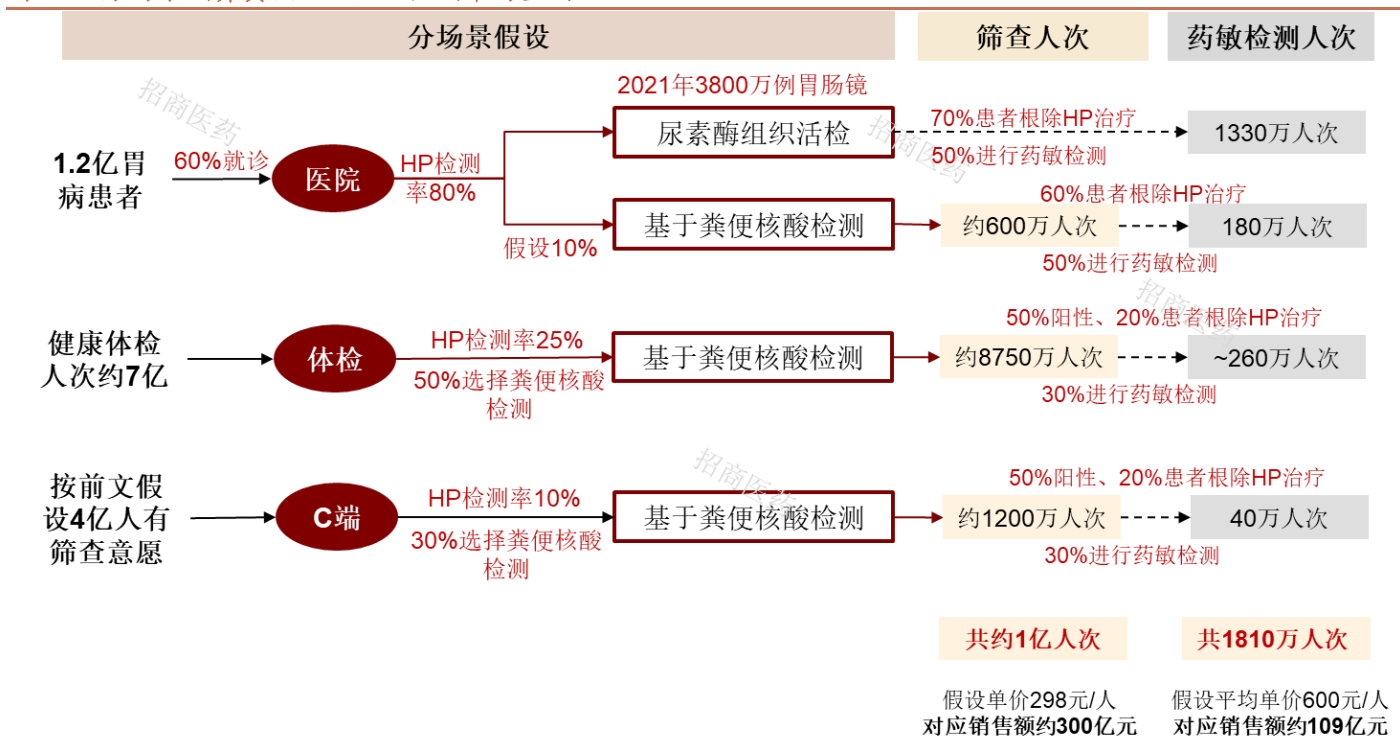 分场景假设
筛查人次
药敏检测人次
2021年3800万例胃肠镜
1.2亿胃
病患者
60%就诊
医院
HP检测
率80%
尿素酶组织活检
70%患者根除HP治疗
50%进行药敏检测
1330万人次
假设10%
基于粪便核酸检测
约600万人次
60%患者根除HP治疗
50%进行药敏检测
180万人次
健康体检
人次约7亿
体检
HP检测率25%
50%选择粪便核酸
检测
基于粪便核酸检测
约8750万人次
50%阳性、20%患者根除HP治疗
30%进行药敏检测
~260万人次
按前文假
设4亿人有
筛查意愿
C端
HP检测率10%
30%选择粪便核酸
检测
基于粪便核酸检测
约1200万人次
50%阳性、20%患者根除HP治疗
30%进行药敏检测
40万人次
共约1亿人次
共1810万人次
假设单价298元/人
对应销售额约300亿元
假设平均单价600元/人
对应销售额约109亿元
招商医药
招商医药
招商医药
招商医药